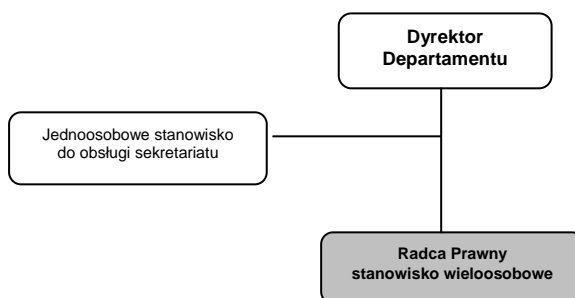 Dyrektor
Departamentu
Jednoosobowe stanowisko
do obsługi sekretariatu
Radca Prawny
stanowisko wieloosobowe